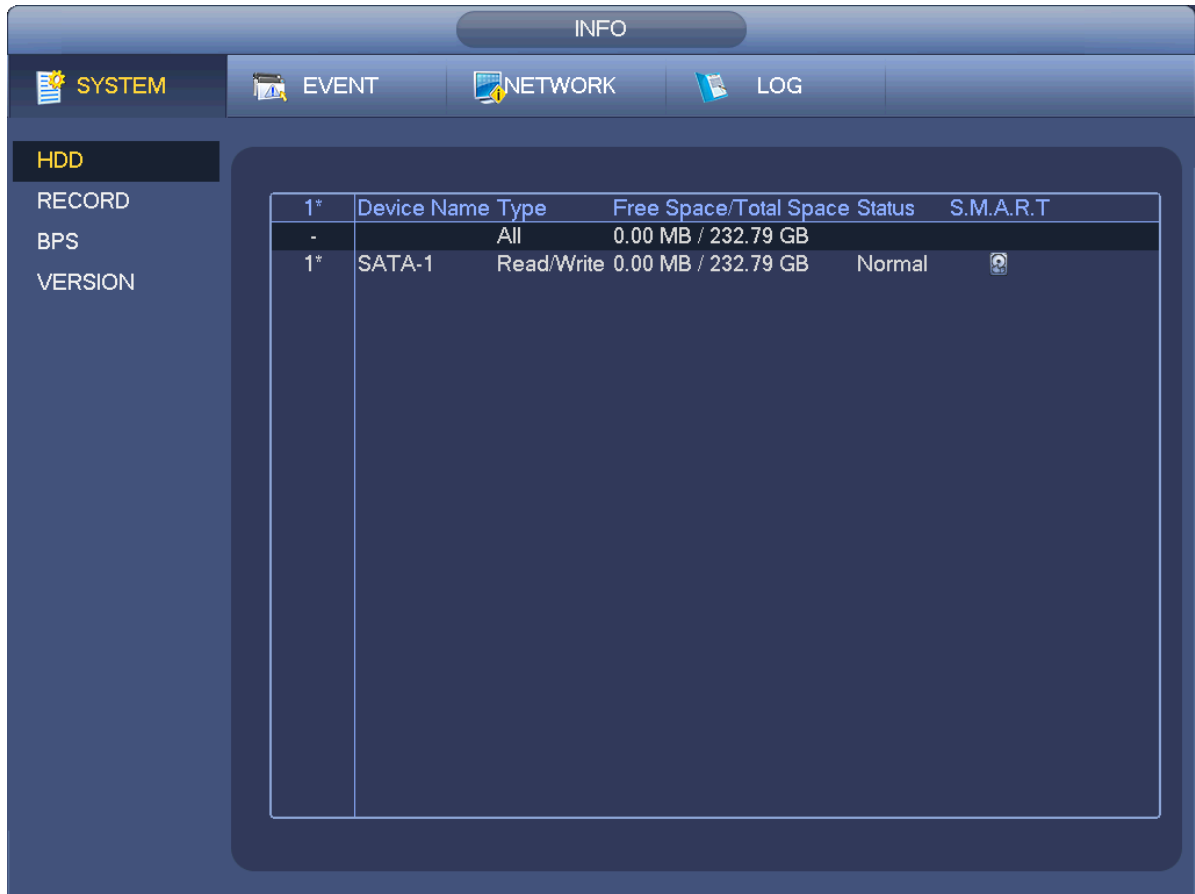 INFO
SYSTEM EVENT NETWORK LOG
HDD
RECORD
BPS
VERSION
1* Device Name Type Free Space/Total Space Status S.M.A.R.T
- All 0.00 MB / 232.79 GB
1* SATA-1 Read/Write 0.00 MB / 232.79 GB Normal